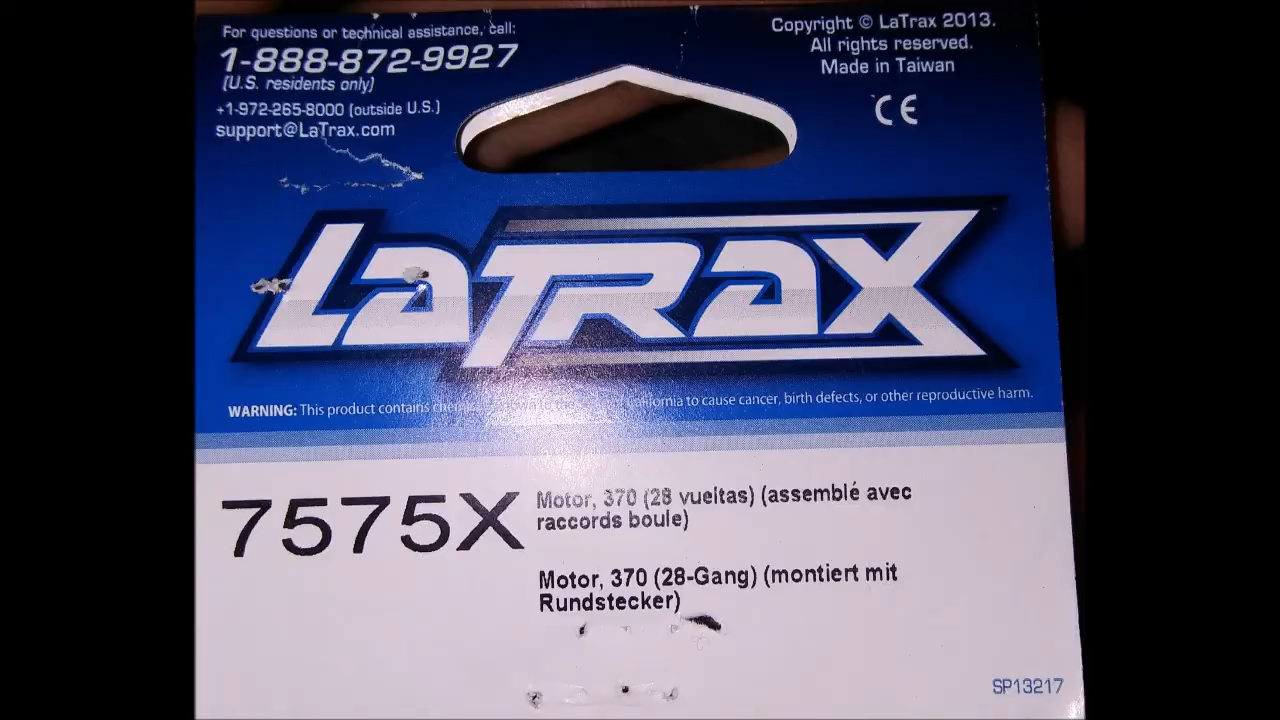 For questions or technical assistance, call:
1-888-872-9927
(U.S. residents only)
+1-972-265-8000 (outside U.S.)
support@LaTrax.com
Copyright © LaTrax 2013.
All rights reserved.
Made in Taiwan
CE
LaTrax
WARNING: This product contains to cause cancer, birth defects, or other reproductive harm.
7575X
Motor, 370 (28 vueltas) (assemblé avec
raccords boule)
Motor, 370 (28-Gang) (montiert mit
Rundstecker)
SP13217